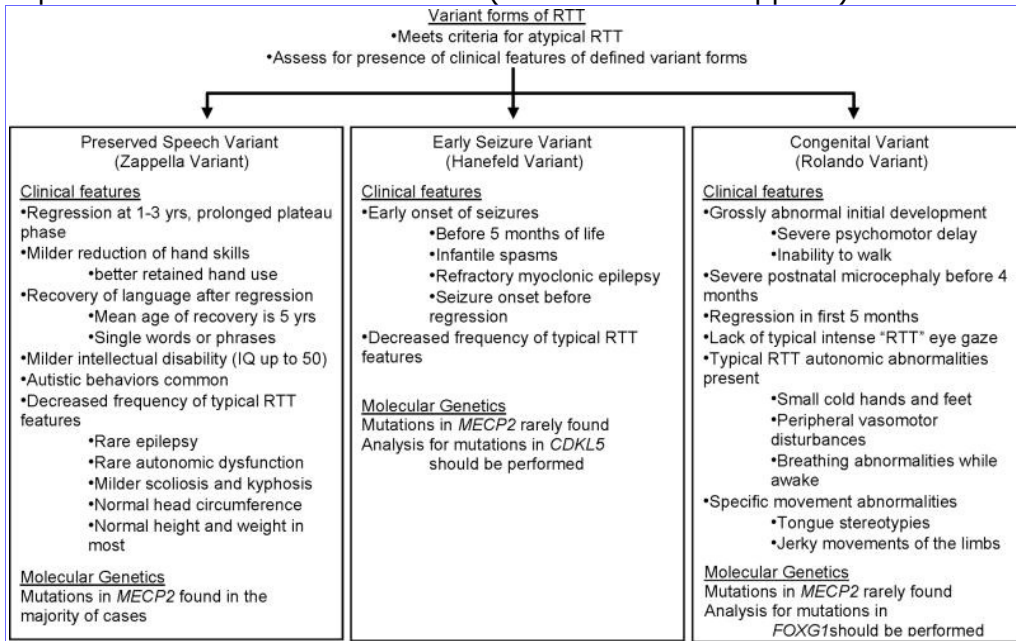 Variant forms of RTT
•Meets criteria for atypical RTT
•Assess for presence of clinical features of defined variant forms
Preserved Speech Variant
(Zappella Variant)
Clinical features
•Regression at 1-3 yrs, prolonged plateau
phase
•Milder reduction of hand skills
•better retained hand use
•Recovery of language after regression
•Mean age of recovery is 5 yrs
•Single words or phrases
•Milder intellectual disability (IQ up to 50)
•Autistic behaviors common
•Decreased frequency of typical RTT
features
•Rare epilepsy
•Rare autonomic dysfunction
•Milder scoliosis and kyphosis
•Normal head circumference
•Normal height and weight in
most
Molecular Genetics
Mutations in MECP2 found in the
majority of cases
Early Seizure Variant
(Hanefeld Variant)
Clinical features
•Early onset of seizures
•Before 5 months of life
•Infantile spasms
•Refractory myoclonic epilepsy
•Seizure onset before
regression
•Decreased frequency of typical RTT
features
Molecular Genetics
Mutations in MECP2 rarely found
Analysis for mutations in CDKL5
should be performed
Congenital Variant
(Rolando Variant)
Clinical features
•Grossly abnormal initial development
•Severe psychomotor delay
•Inability to walk
•Severe postnatal microcephaly before 4
months
•Regression in first 5 months
•Lack of typical intense “RTT” eye gaze
•Typical RTT autonomic abnormalities
present
•Small cold hands and feet
•Peripheral vasomotor
disturbances
•Breathing abnormalities while
awake
•Specific movement abnormalities
•Tongue stereotypies
•Jerky movements of the limbs
Molecular Genetics
Mutations in MECP2 rarely found
Analysis for mutations in
FOXG1should be performed